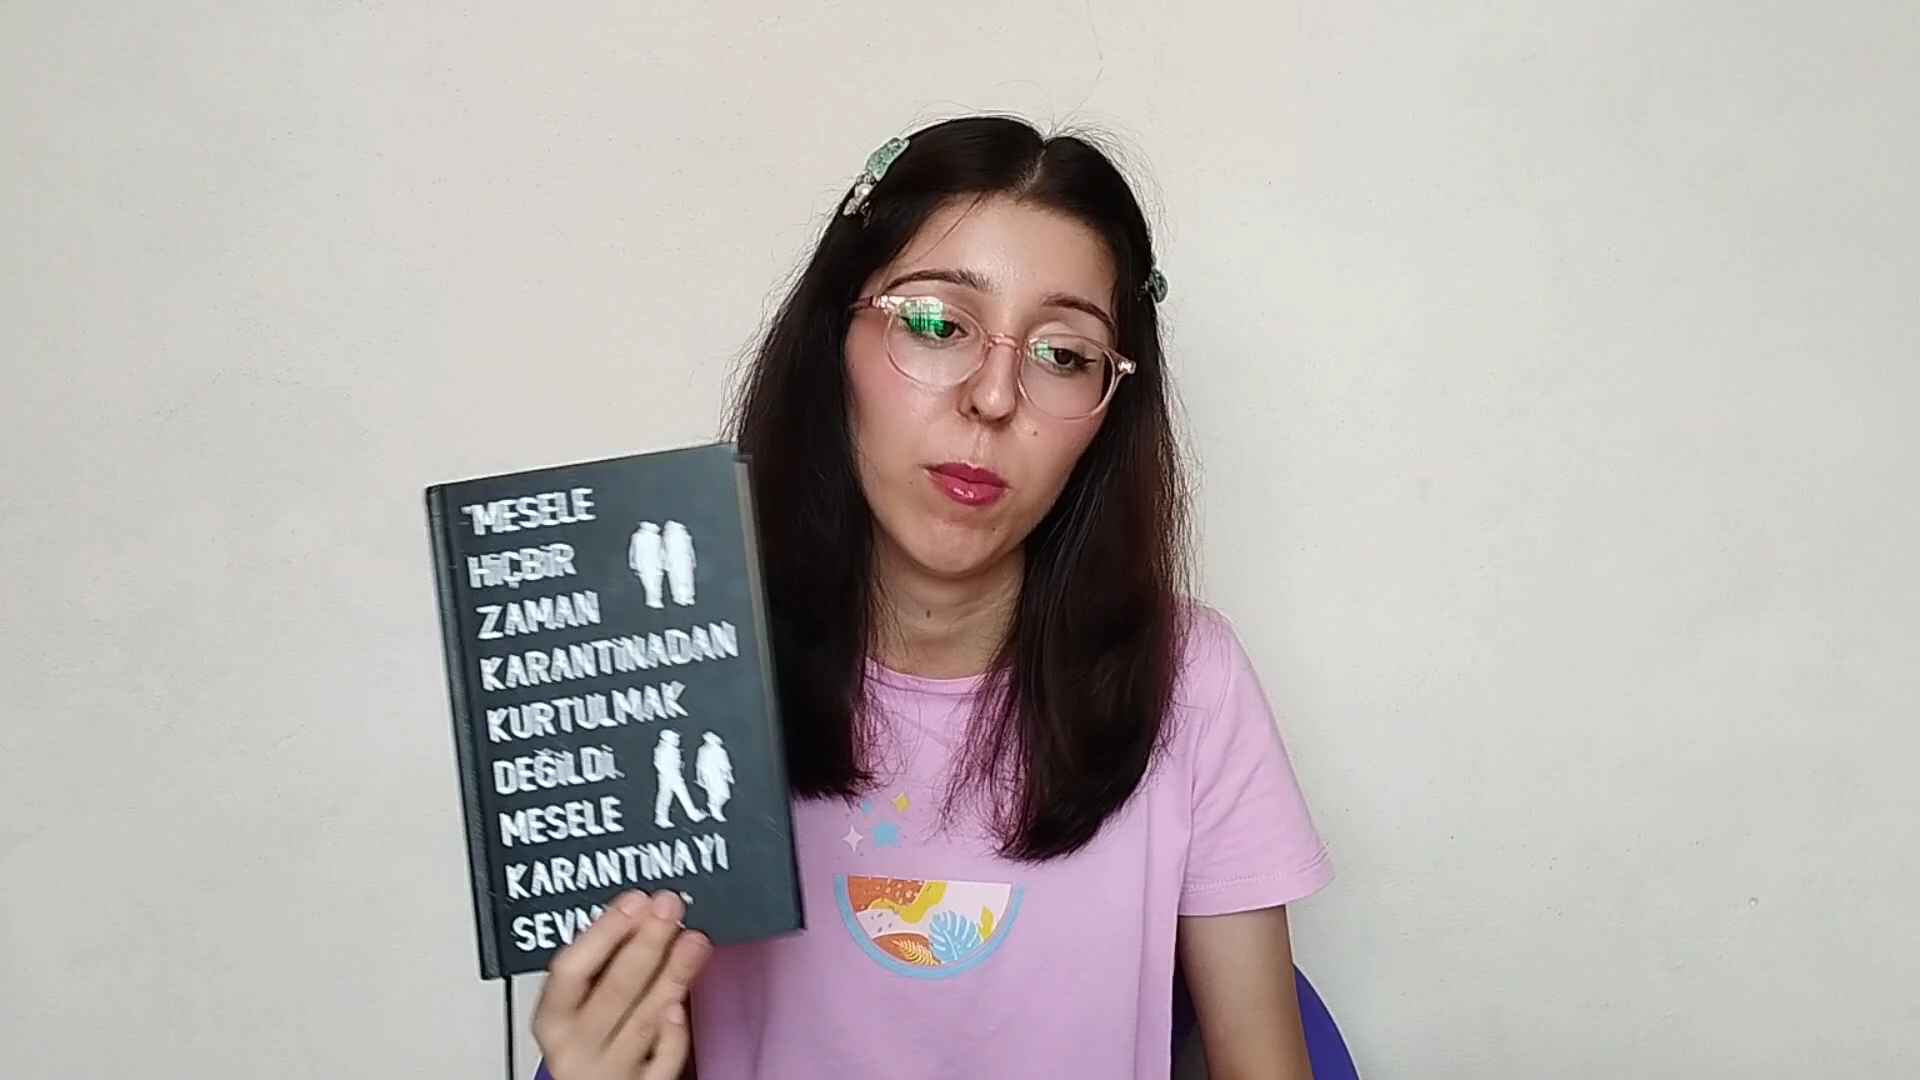 "MESELE
HİÇBİR
ZAMAN
KARANTİNADAN
KURTULMAK
DEĞİLDİ.
MESELE
KARANTİNAYI